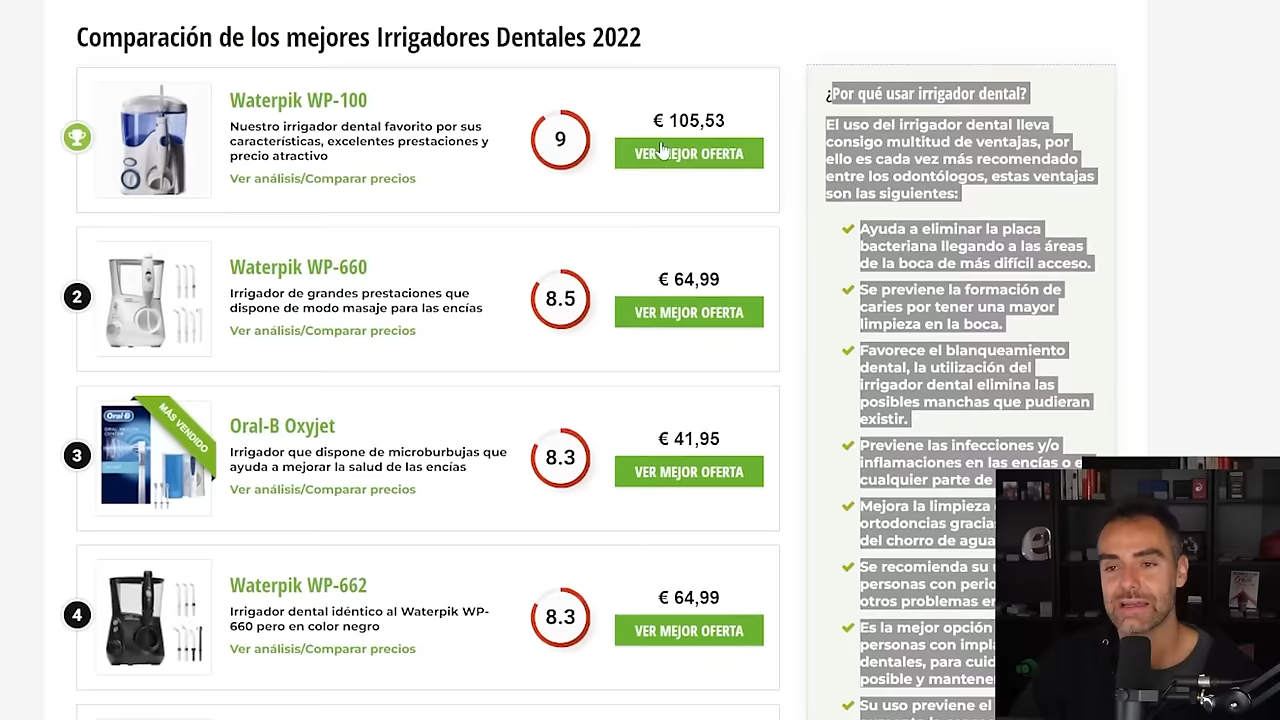 Comparación de los mejores Irrigadores Dentales 2022
Waterpik WP-100
Nuestro irrigador dental favorito por sus
características, excelentes prestaciones y
precio atractivo
Ver análisis/Comparar precios
9
€ 105,53
VER MEJOR OFERTA
2
Waterpik WP-660
Irrigador de grandes prestaciones que
dispone de modo masaje para las encías
Ver análisis/Comparar precios
8.5
€ 64,99
VER MEJOR OFERTA
3
Oral-B
MÁS VENDIDO
Oral-B Oxyjet
Irrigador que dispone de microburbujas que
ayuda a mejorar la salud de las encías
Ver análisis/Comparar precios
8.3
€ 41,95
VER MEJOR OFERTA
4
Waterpik WP-662
Irrigador dental idéntico al Waterpik WP-
660 pero en color negro
Ver análisis/Comparar precios
8.3
€ 64,99
VER MEJOR OFERTA
¿Por qué usar irrigador dental?
El uso del irrigador dental lleva
consigo multitud de ventajas, por
ello es cada vez más recomendado
entre los odontólogos, estas ventajas
son las siguientes:
Ayuda a eliminar la placa
bacteriana llegando a las áreas
de la boca de más difícil acceso.
Se previene la formación de
caries por tener una mayor
limpieza en la boca.
Favorece el blanqueamiento
dental, la utilización del
irrigador dental elimina las
posibles manchas que pudieran
existir.
Previene las infecciones y/o
inflamaciones en las encías o e
cualquier parte de
Mejora la limpieza
ortodoncias gracia
del chorro de agua
Se recomienda su
personas con perio
otros problemas en
Es la mejor opción
personas con impla
dentales, para cuid
posible y mantene
Su uso previene el